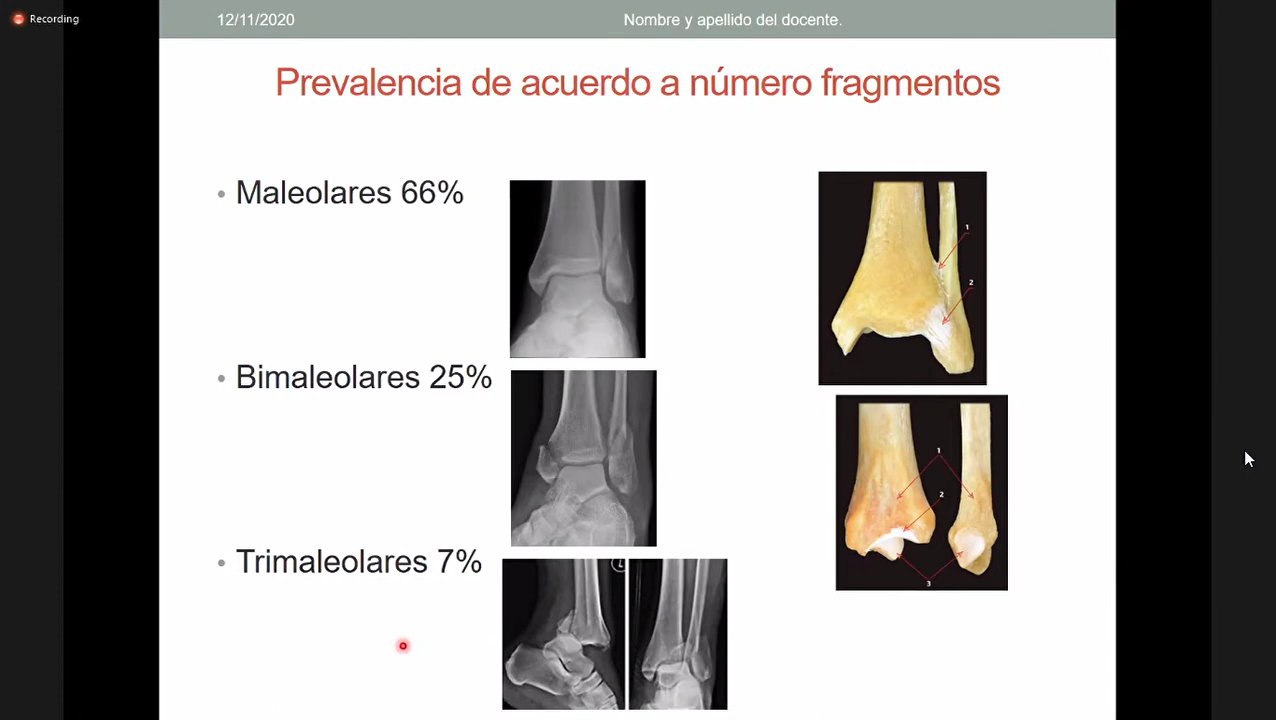 Recording
12/11/2020
Nombre y apellido del docente.
Prevalencia de acuerdo a número fragmentos
• Maleolares 66%
1
2
• Bimaleolares 25%
1
2
3
• Trimaleolares 7%
L